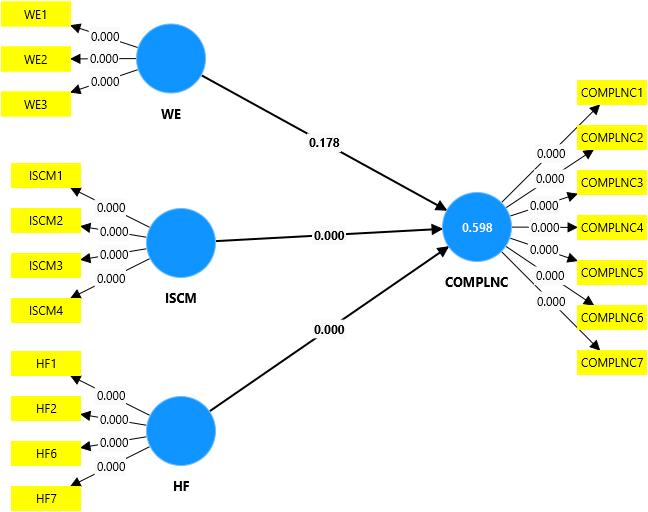 WE1
WE2
WE3
0.000
0.000
0.000
WE
0.178
ISCM1
ISCM2
ISCM3
ISCM4
0.000
0.000
0.000
0.000
ISCM
0.000
HF1
HF2
HF6
HF7
0.000
0.000
0.000
0.000
HF
0.000
0.598
COMPLNC
0.000
0.000
0.000
0.000
0.000
0.000
0.000
COMPLNC1
COMPLNC2
COMPLNC3
COMPLNC4
COMPLNC5
COMPLNC6
COMPLNC7